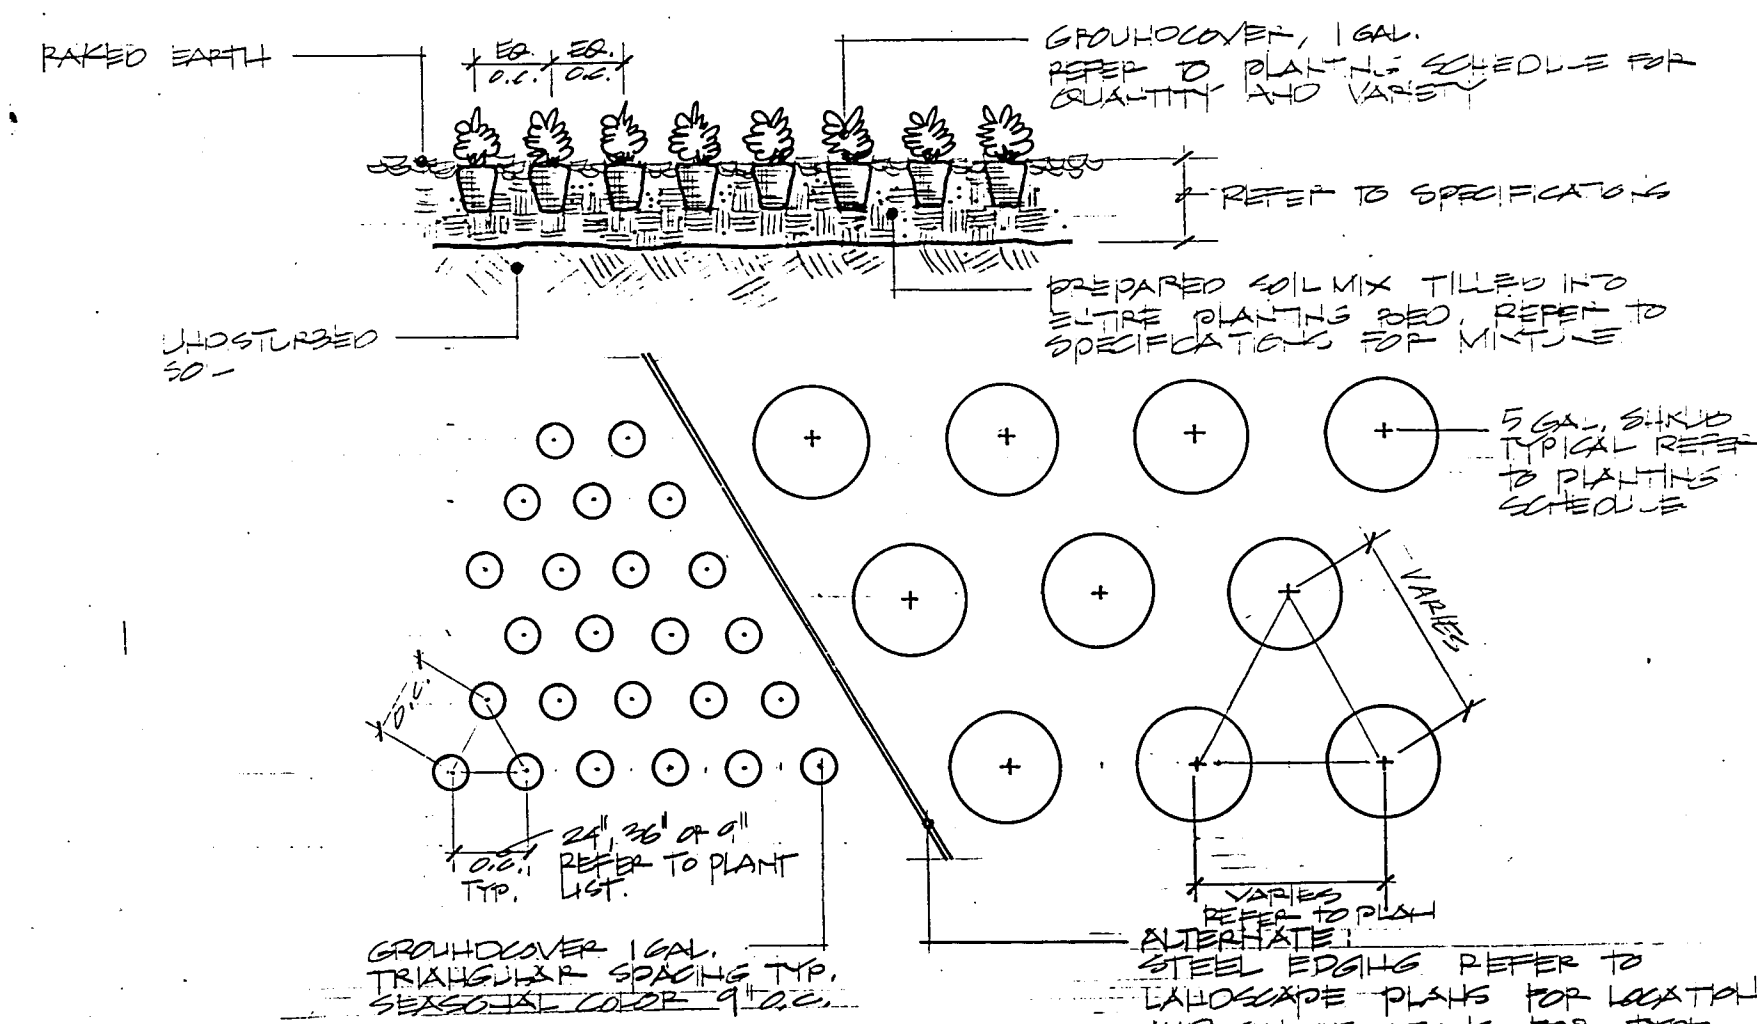 RAKED EARTH
EQ. EQ.
O.C. O.C.
GROUNDCOVER, 1 GAL.
REFER TO PLANTING SCHEDULE FOR
QUANTITY AND VARIETY
REFER TO SPECIFICATIONS
PREPARED SOIL MIX TILLED INTO
ENTIRE PLANTING BED. REFER TO
SPECIFICATIONS FOR MIXTURE
UNDISTURBED
5 GAL. SHRUB
TYPICAL REFER
TO PLANTING
SCHEDULE
VARIES
O.C.
24", 36" OR 9"
REFER TO PLANT
LIST.
O.C.
TYP.
VARIES
REFER TO PLAN
GROUNDCOVER 1 GAL.
TRIANGULAR SPACING TYP.
SEASONAL COLOR 9" O.C.
ALTERNATE:
STEEL EDGING REFER TO
LANDSCAPE PLANS FOR LOCATION